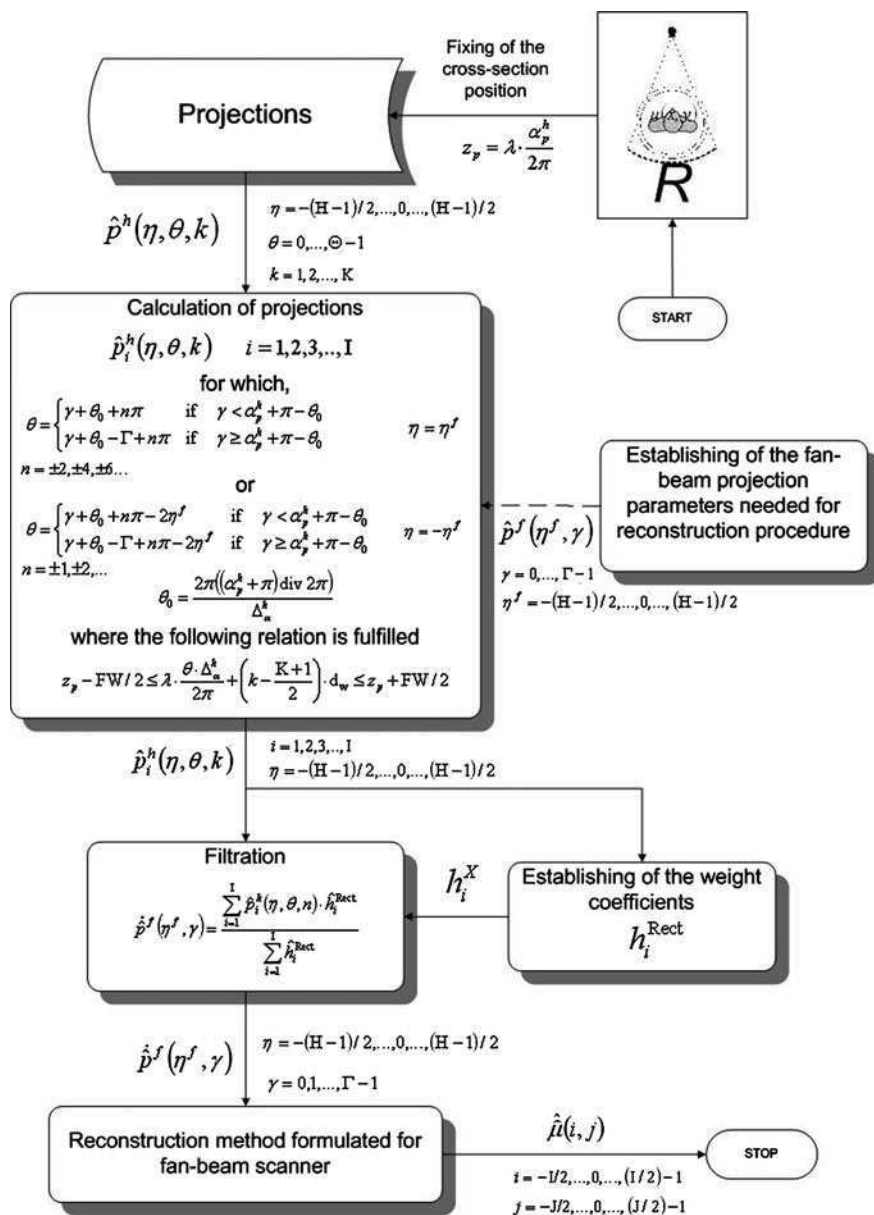 Fixing of the
cross-section
position
Projections
z_p = λ · α_p^h / 2π
R
START
p̂^h(η, θ, k)
η = −(H−1)/2,...,0,...,(H−1)/2
θ = 0,...,Θ−1
k = 1,2,..., K
Calculation of projections
p̂_i^h(η, θ, k) i = 1,2,3,..,I
for which,
θ = { γ + θ_0 + nπ if γ < α_p^h + π − θ_0
γ + θ_0 − Γ + nπ if γ ≥ α_p^h + π − θ_0 η = η^f
n = ±2, ±4, ±6...
or
θ = { γ + θ_0 + nπ − 2η^f if γ < α_p^h + π − θ_0
γ + θ_0 − Γ + nπ − 2η^f if γ ≥ α_p^h + π − θ_0 η = −η^f
n = ±1, ±2,...
θ_0 = 2π((α_p^h + π) div 2π) / Δ_α^h
where the following relation is fulfilled
z_p − FW/2 ≤ λ · θ·Δ_α^h / 2π + (k − K+1 / 2) · d_w ≤ z_p + FW/2
Establishing of the fan-
beam projection
parameters needed for
reconstruction procedure
p̂^f(η^f, γ)
γ = 0,..., Γ−1
η^f = −(H−1)/2,...,0,..., (H−1)/2
p̂_i^h(η, θ, k)
i = 1,2,3,..,I
η = −(H−1)/2,...,0,...,(H−1)/2
Filtration
p̂̇^f(η^f, γ) = ∑_{i=1}^{I} p̂_i^h(η, θ, n) · ĥ_i^Rect / ∑_{i=1}^{I} ĥ_i^Rect
h_i^X
Establishing of the weight
coefficients
h_i^Rect
p̂̇^f(η^f, γ)
η = −(H−1)/2,...,0,...,(H−1)/2
γ = 0,1,..., Γ−1
Reconstruction method formulated for
fan-beam scanner
μ̂̂(i, j)
i = −I/2,...,0,..., (I/2)−1
j = −J/2,...,0,..., (J/2)−1
STOP